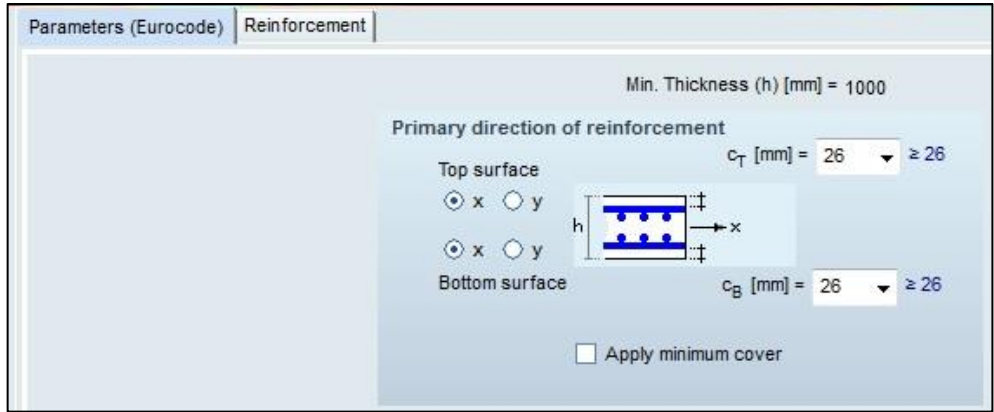 Parameters (Eurocode) Reinforcement
Min. Thickness (h) [mm] = 1000
Primary direction of reinforcement
cT [mm] = 26 ≥ 26
Top surface
x y
h x
x y
Bottom surface
cB [mm] = 26 ≥ 26
Apply minimum cover